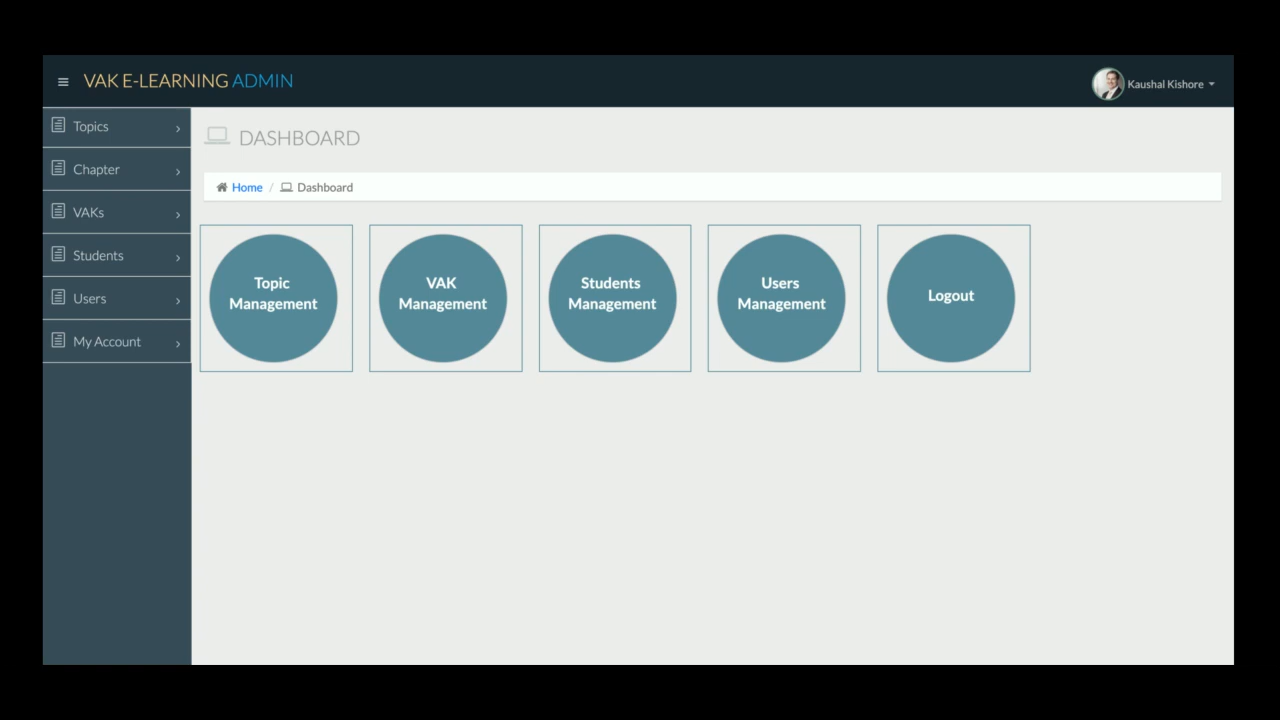 VAK E-LEARNING ADMIN
Kaushal Kishore
Topics
Chapter
VAKs
Students
Users
My Account
DASHBOARD
Home / Dashboard
Topic
Management
VAK
Management
Students
Management
Users
Management
Logout